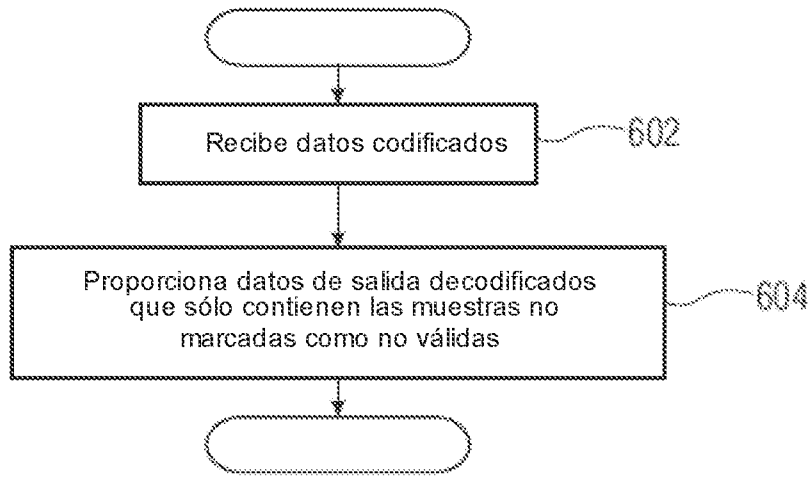 Recibe datos codificados
602
Proporciona datos de salida decodificados
que sólo contienen las muestras no
marcadas como no válidas
604